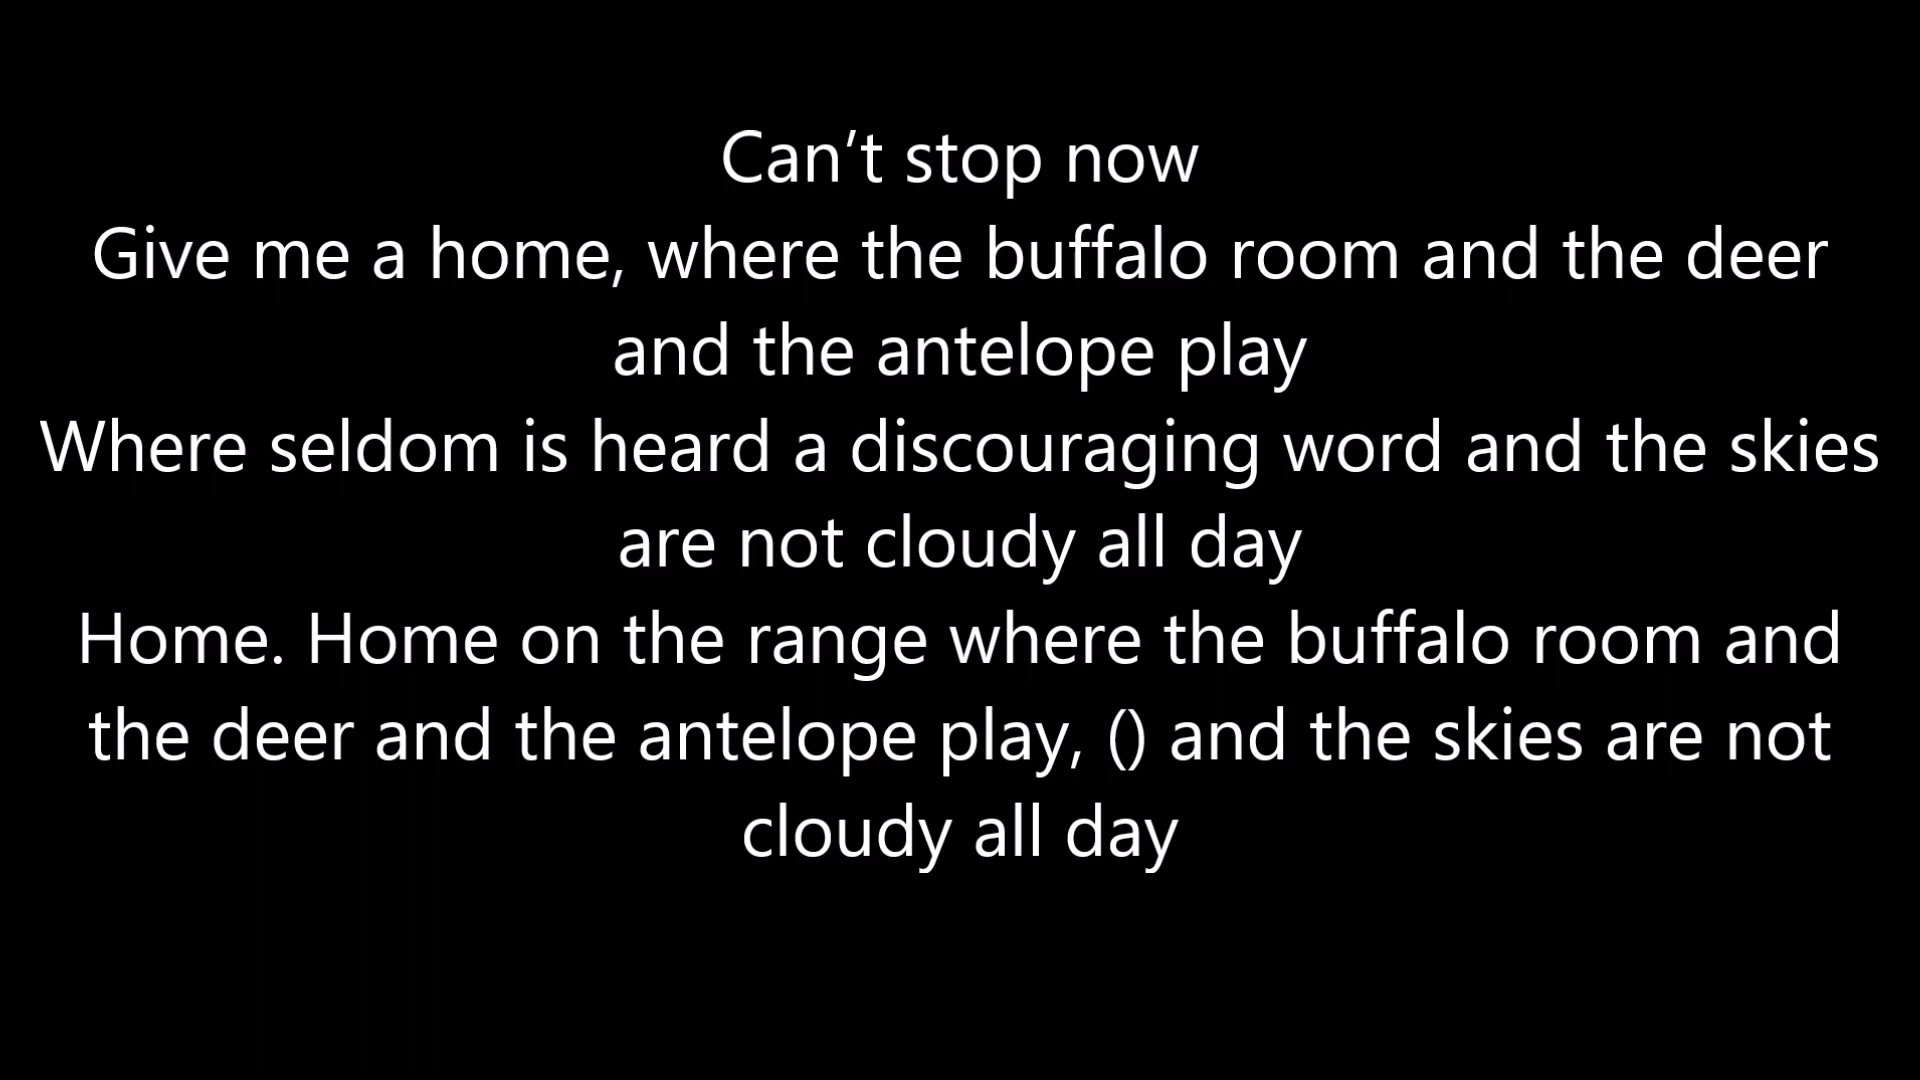 Can’t stop now
Give me a home, where the buffalo room and the deer
and the antelope play
Where seldom is heard a discouraging word and the skies
are not cloudy all day
Home. Home on the range where the buffalo room and
the deer and the antelope play, () and the skies are not
cloudy all day